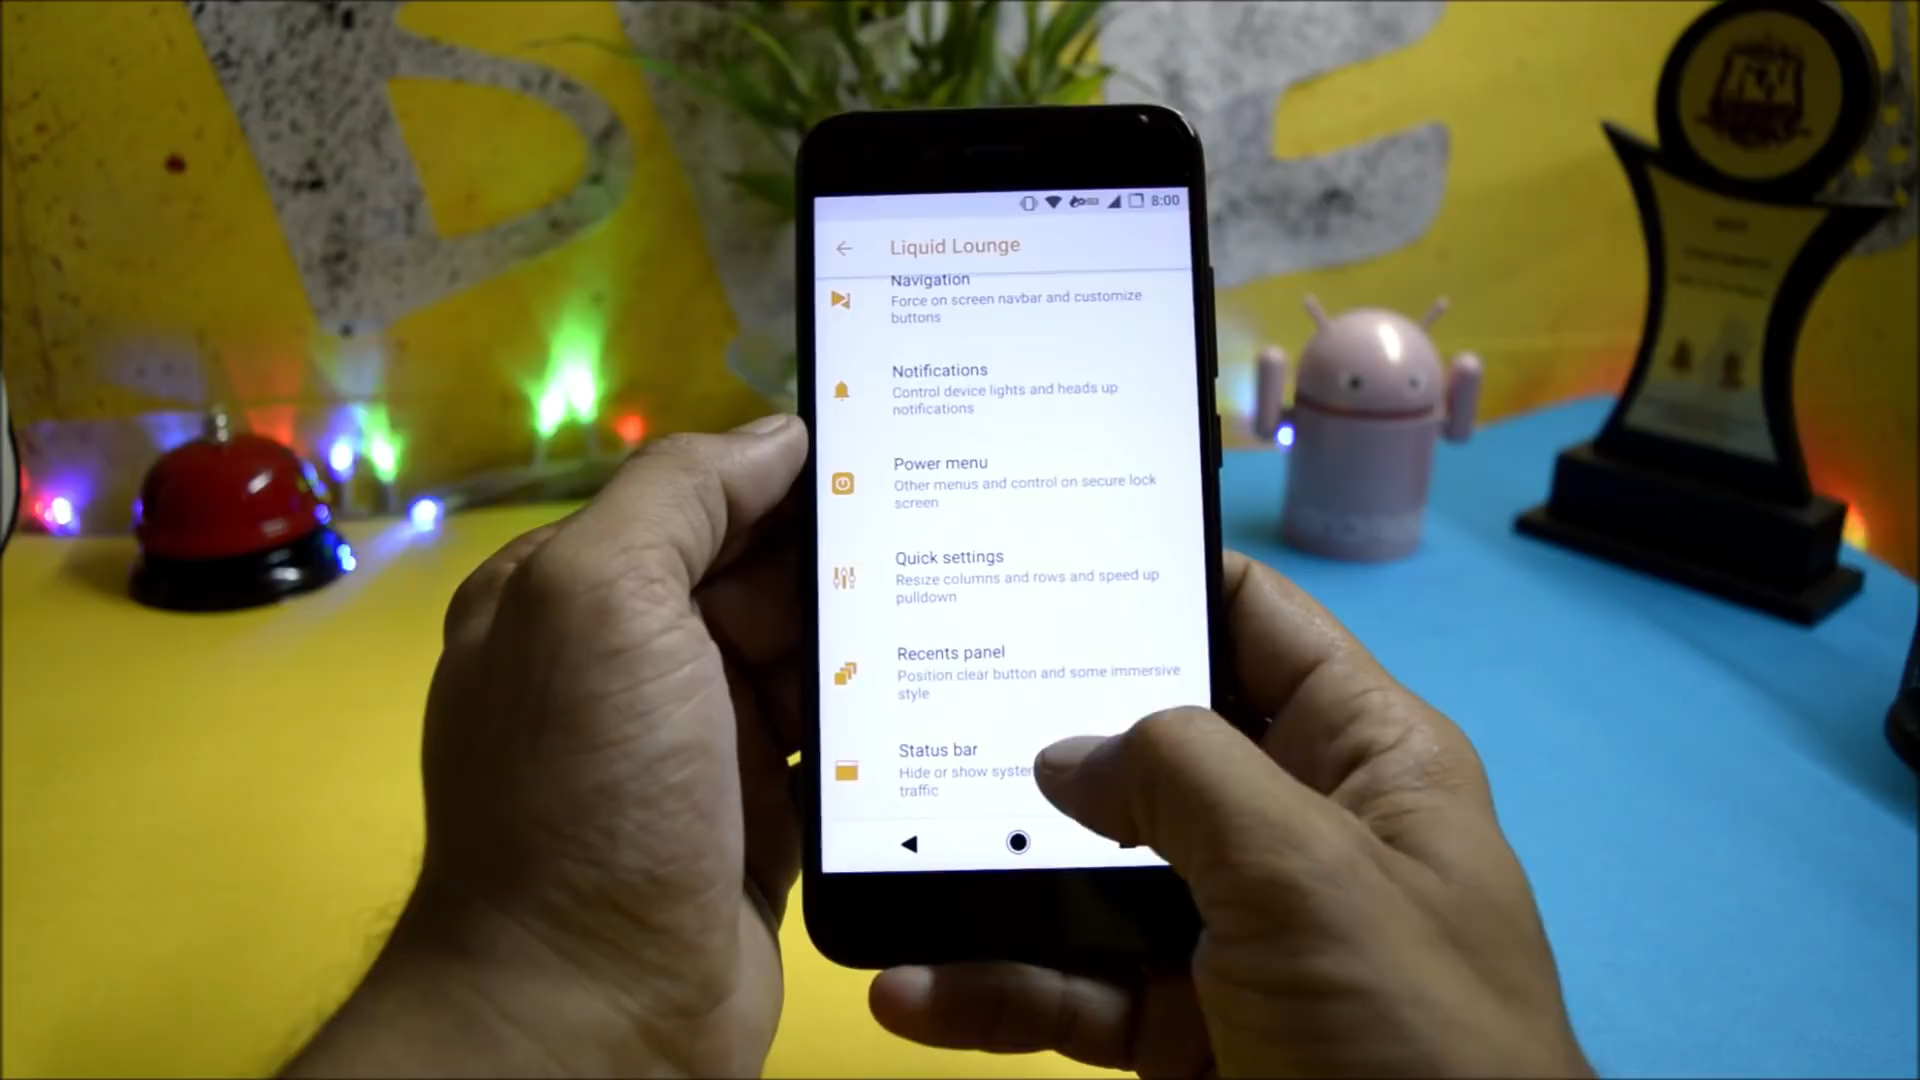 8:00
Liquid Lounge
Navigation
Force on screen navbar and customize
buttons
Notifications
Control device lights and heads up
notifications
Power menu
Other menus and control on secure lock
screen
Quick settings
Resize columns and rows and speed up
pulldown
Recents panel
Position clear button and some immersive
style
Status bar
Hide or show
traffic